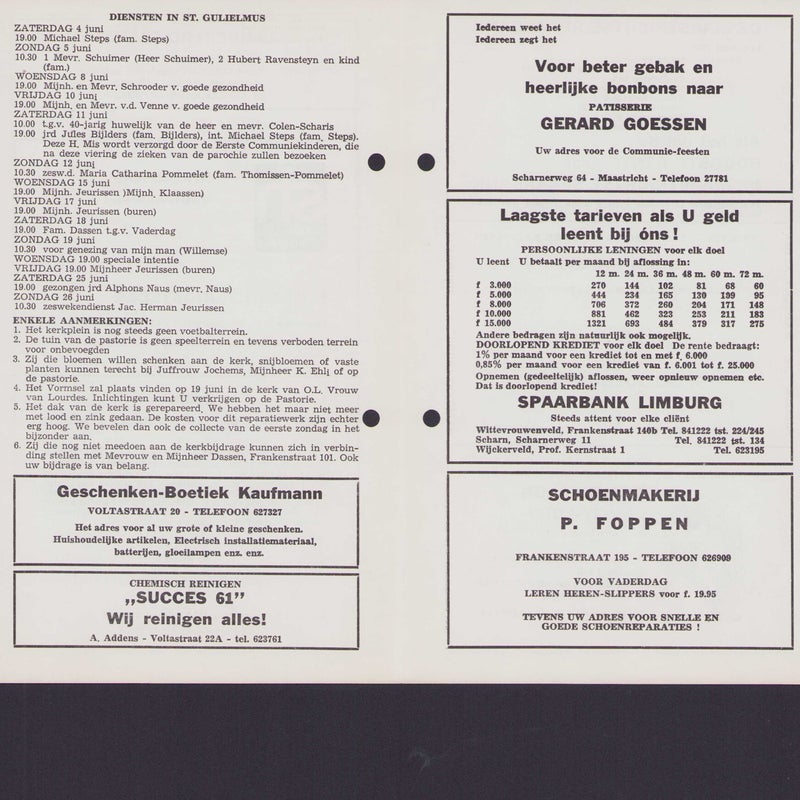 DIENSTEN IN ST. GULIELMUS
ZATERDAG 4 juni
19.00 Michael Steps (fam. Steps)
ZONDAG 5 juni
10.30 1 Mevr. Schuimer (Heer Schuimer), 2 Hubert Ravensteyn en kind
(fam.)
WOENSDAG 8 juni
19.00 Mijnh. en Mevr. Schrooder v. goede gezondheid
VRIJDAG 10 juni
19.00 Mijnh. en Mevr. v.d. Venne v. goede gezondheid
ZATERDAG 11 juni
10.00 t.g.v. 40-jarig huwelijk van de heer en mevr. Colen-Scharis
19.00 jrd Jules Bijlders (fam. Bijlders), int. Michael Steps (fam. Steps).
Deze H. Mis wordt verzorgd door de Eerste Communiekinderen, die
na deze viering de zieken van de parochie zullen bezoeken
ZONDAG 12 juni
10.30 zesw.d. Maria Catharina Pommelet (fam. Thomissen-Pommelet)
WOENSDAG 15 juni
19.00 Mijnh. Jeurissen )Mijnh. Klaassen)
VRIJDAG 17 juni
19.00 Mijnh. Jeurissen (buren)
ZATERDAG 18 juni
19.00 Fam. Dassen t.g.v. Vaderdag
ZONDAG 19 juni
10.30 voor genezing van mijn man (Willemse)
WOENSDAG 19.00 speciale intentie
VRIJDAG 19.00 Mijnheer Jeurissen (buren)
ZATERDAG 25 juni
19.00 gezongen jrd Alphons Naus (mevr. Naus)
ZONDAG 26 juni
10.30 zeswekendienst Jac. Herman Jeurissen
ENKELE AANMERKINGEN:
1. Het kerkplein is nog steeds geen voetbalterrein.
2. De tuin van de pastorie is geen speelterrein en tevens verboden terrein
voor onbevoegden
3. Zij die bloemen willen schenken aan de kerk, snijbloemen of vaste
planten kunnen terecht bij Juffrouw Jochems, Mijnheer K. Ehli of op
de pastorie.
4. Het Vormsel zal plaats vinden op 19 juni in de kerk van O.L. Vrouw
van Lourdes. Inlichtingen kunt U verkrijgen op de Pastorie.
5. Het dak van de kerk is gerepareerd. We hebben het maar niet meer
met lood en zink gedaan. De kosten voor dit reparatiewerk zijn echter
erg hoog. We bevelen dan ook de collecte van de eerste zondag in het
bijzonder aan.
6. Zij die nog niet meedoen aan de kerkbijdrage kunnen zich in verbin-
ding stellen met Mevrouw en Mijnheer Dassen, Frankenstraat 101. Ook
uw bijdrage is van belang.
Geschenken-Boetiek Kaufmann
VOLTASTRAAT 20 - TELEFOON 627327
Het adres voor al uw grote of kleine geschenken.
Huishoudelijke artikelen, Electrisch installatiemateriaal,
batterijen, gloeilampen enz. enz.
CHEMISCH REINIGEN
„SUCCES 61”
Wij reinigen alles!
A. Addens - Voltastraat 22A - tel. 623761
Iedereen weet het
Iedereen zegt het
Voor beter gebak en
heerlijke bonbons naar
PATISSERIE
GERARD GOESSEN
Uw adres voor de Communie-feesten
Scharnerweg 64 - Maastricht - Telefoon 27781
Laagste tarieven als U geld
leent bij óns!
PERSOONLIJKE LENINGEN voor elk doel
U leent U betaalt per maand bij aflossing in:
12 m. 24 m. 36 m. 48 m. 60 m. 72 m.
f 3.000 270 144 102 81 68 60
f 5.000 444 234 165 130 109 95
f 8.000 706 372 260 204 171 148
f 10.000 881 462 323 253 211 183
f 15.000 1321 693 484 379 317 275
Andere bedragen zijn natuurlijk ook mogelijk.
DOORLOPEND KREDIET voor elk doel De rente bedraagt:
1% per maand voor een krediet tot en met f. 6.000
0,85% per maand voor een krediet van f. 6.001 tot f. 25.000
Opnemen (gedeeltelijk) aflossen, weer opnieuw opnemen etc.
Dat is doorlopend krediet!
SPAARBANK LIMBURG
Steeds attent voor elke cliënt
Wittevrouwenveld, Frankenstraat 140b Tel. 841222 tst. 224/245
Scharn, Scharnerweg 11 Tel. 841222 tst. 134
Wijckerveld, Prof. Kernstraat 1 Tel. 623195
SCHOENMAKERIJ
P. FOPPEN
FRANKENSTRAAT 195 - TELEFOON 626909
VOOR VADERDAG
LEREN HEREN-SLIPPERS voor f. 19.95
TEVENS UW ADRES VOOR SNELLE EN
GOEDE SCHOENREPARATIES !